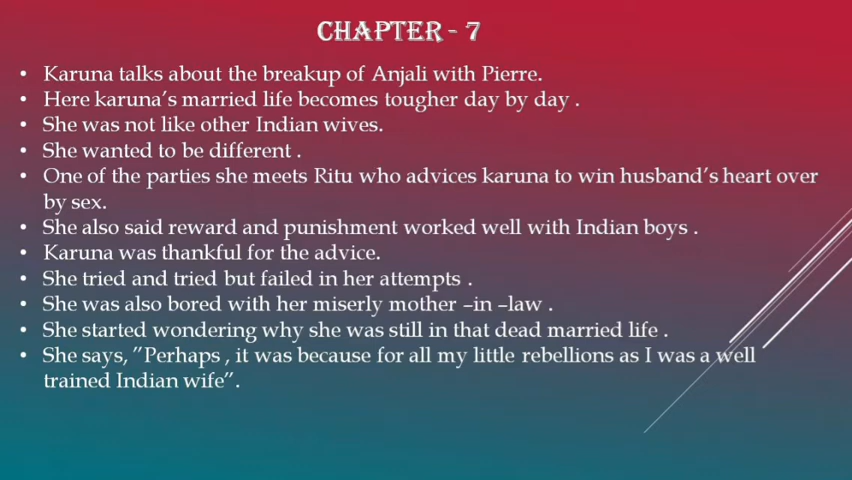 CHAPTER - 7
• Karuna talks about the breakup of Anjali with Pierre.
• Here karuna's married life becomes tougher day by day .
• She was not like other Indian wives.
• She wanted to be different .
• One of the parties she meets Ritu who advices karuna to win husband's heart over
by sex.
• She also said reward and punishment worked well with Indian boys .
• Karuna was thankful for the advice.
• She tried and tried but failed in her attempts .
• She was also bored with her miserly mother –in –law .
• She started wondering why she was still in that dead married life .
• She says, ”Perhaps , it was because for all my little rebellions as I was a well
trained Indian wife”.